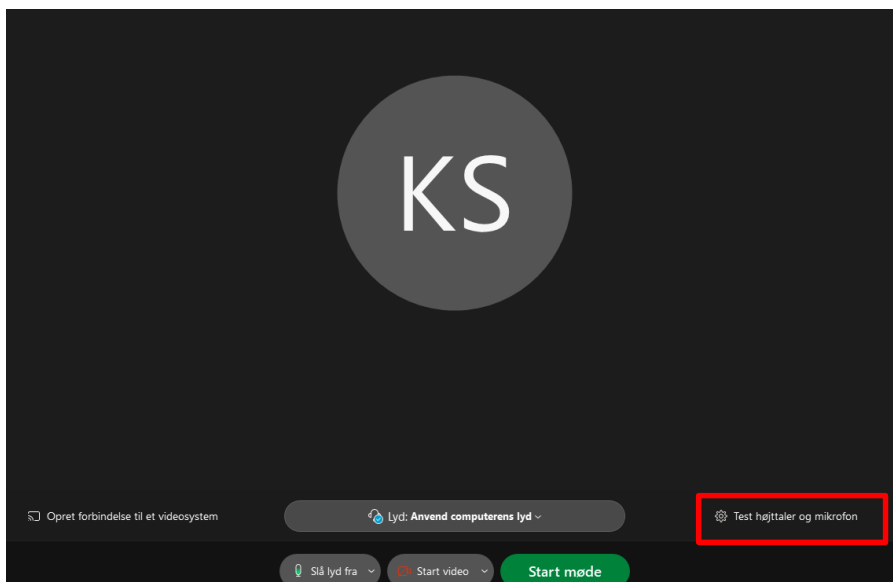 KS
Opret forbindelse til et videosystem
Lyd: Anvend computerens lyd
Test højttaler og mikrofon
Slå lyd fra
Start video
Start møde